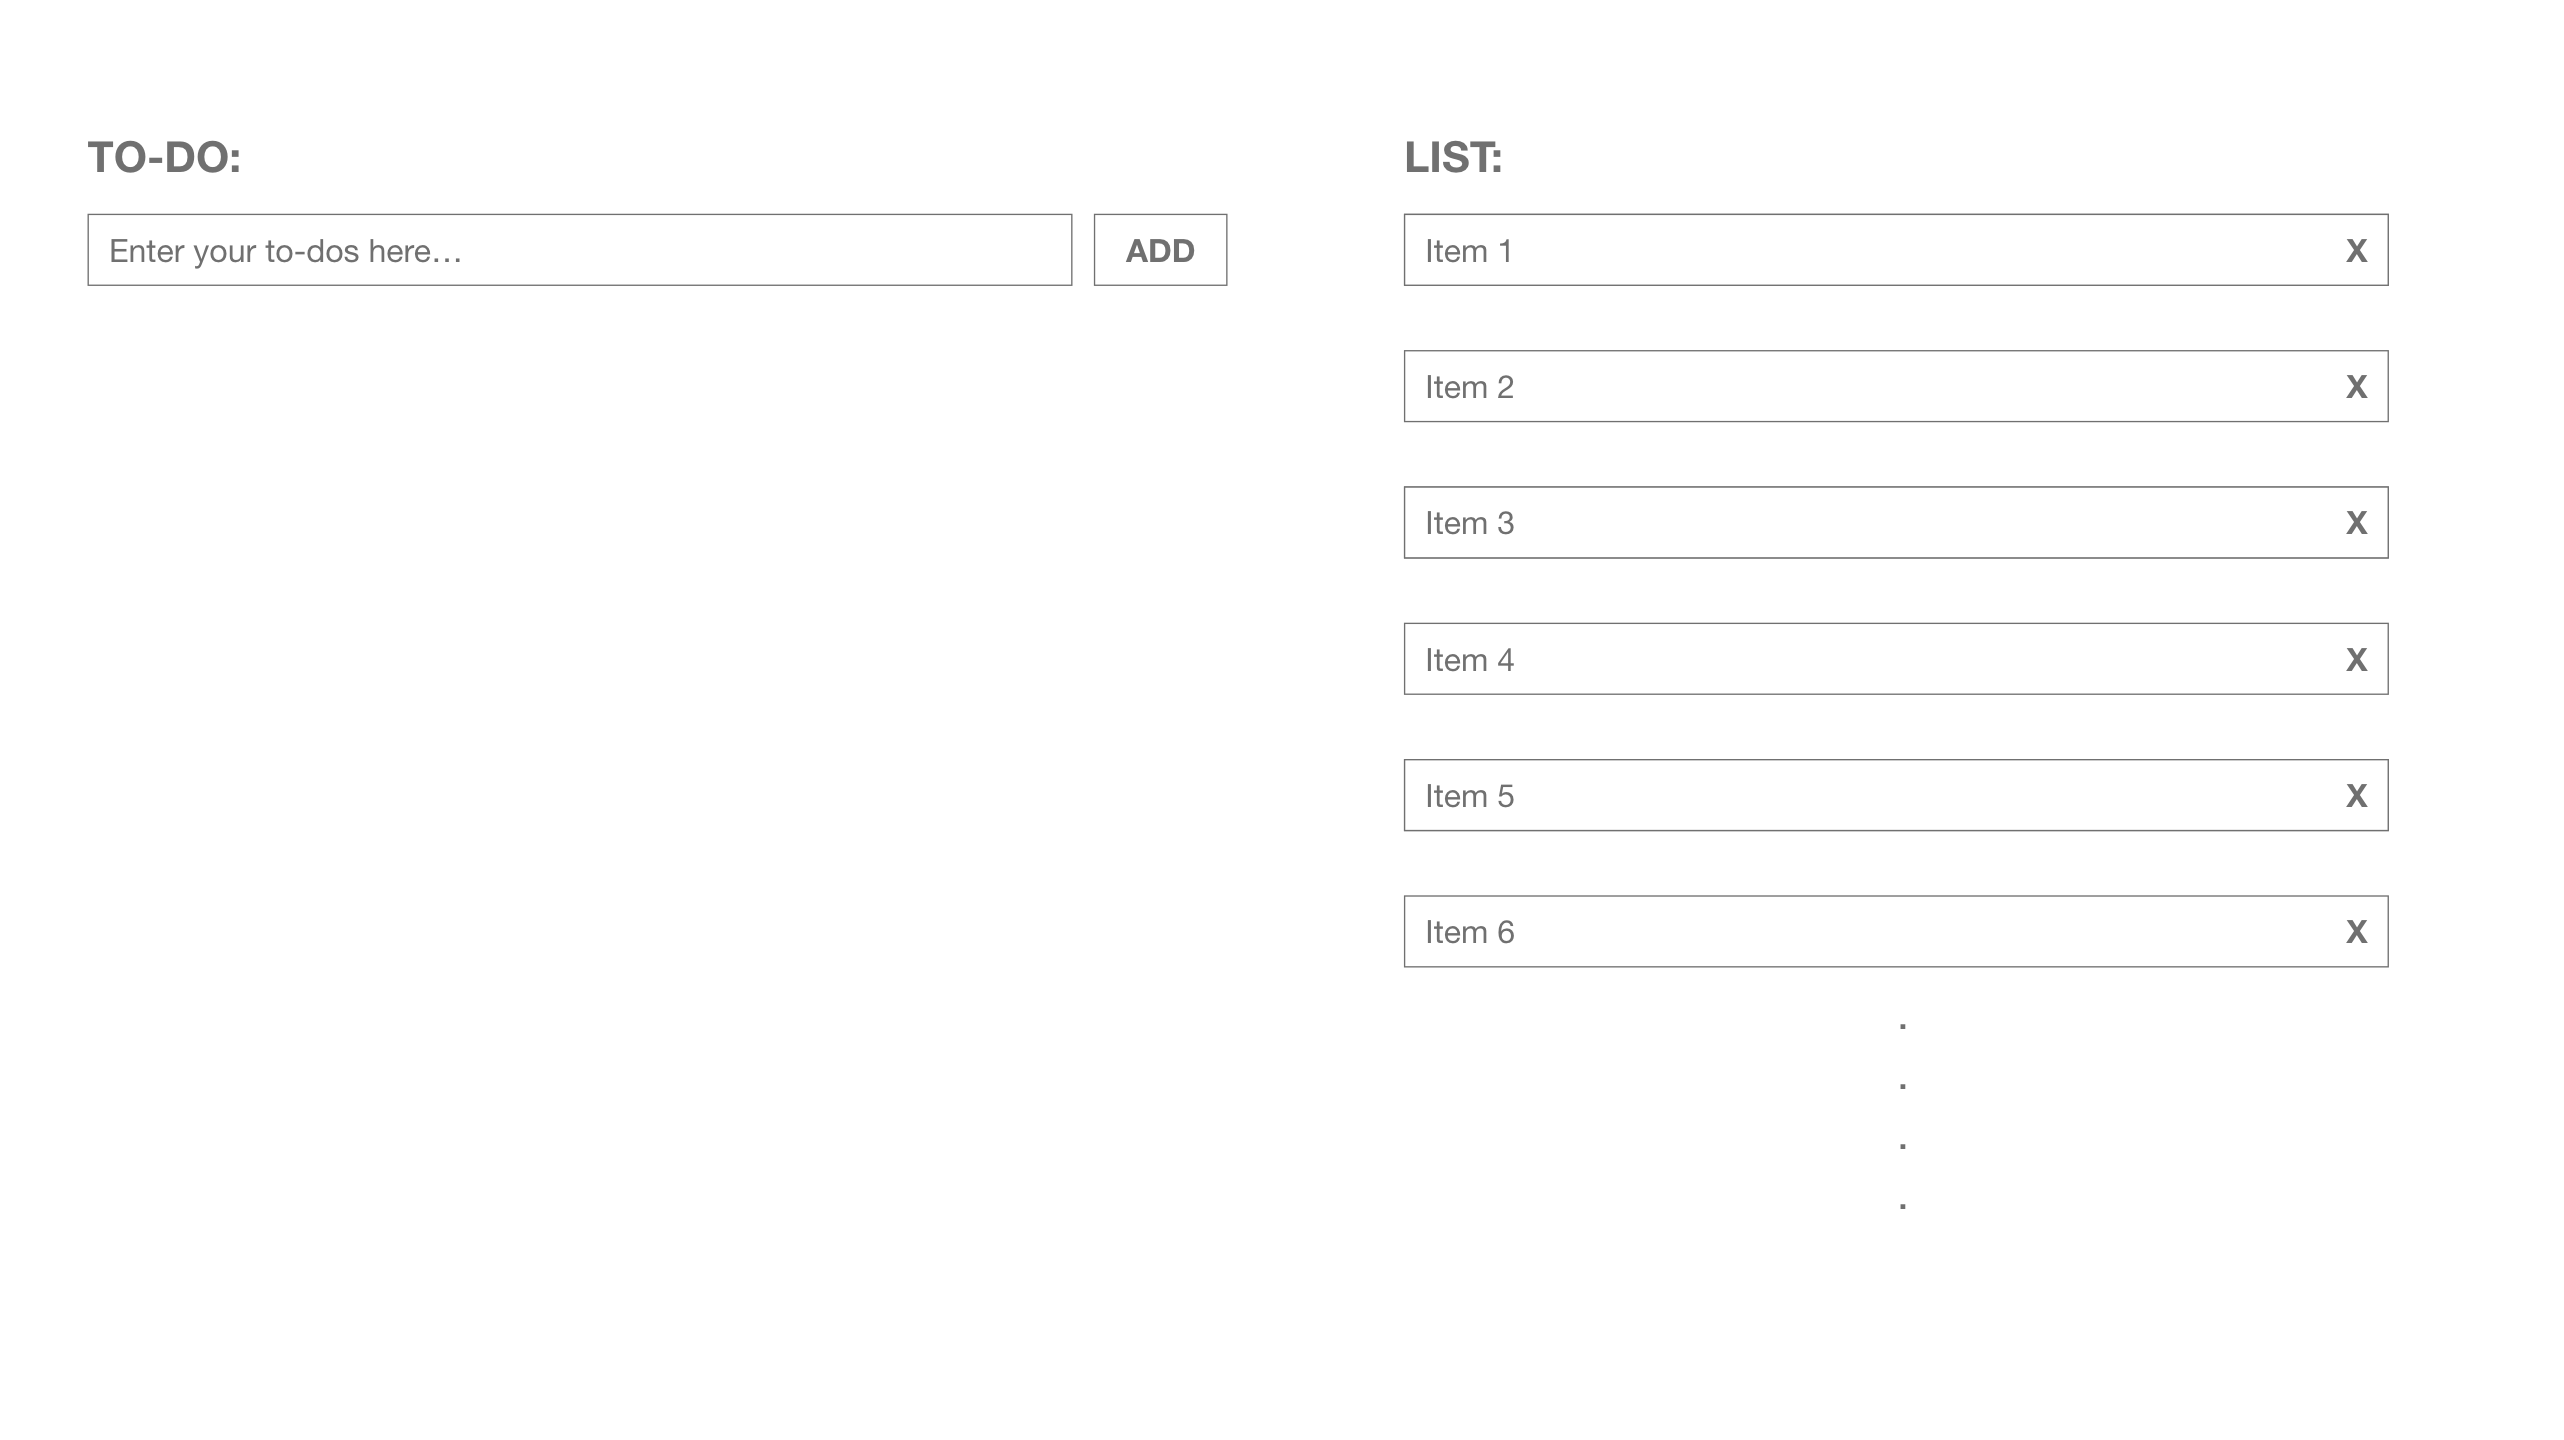 TO-DO:
Enter your to-dos here…
ADD
LIST:
Item 1 X
Item 2 X
Item 3 X
Item 4 X
Item 5 X
Item 6 X
.
.
.
.